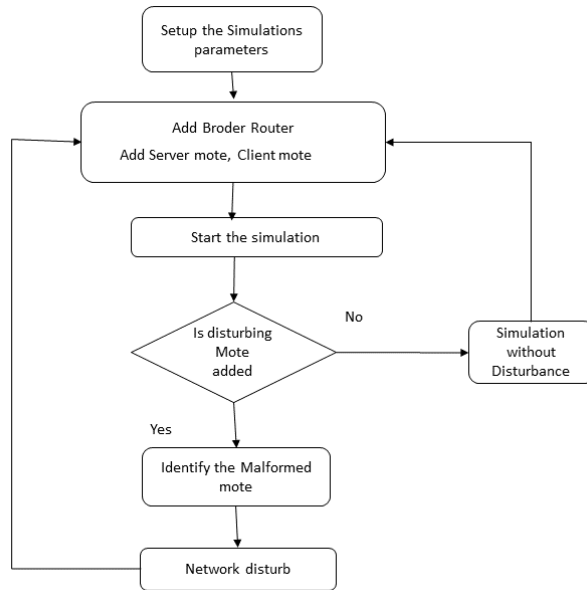 Setup the Simulations
parameters
Add Broder Router
Add Server mote, Client mote
Start the simulation
Is disturbing
Mote
added
No
Simulation
without
Disturbance
Yes
Identify the Malformed
mote
Network disturb